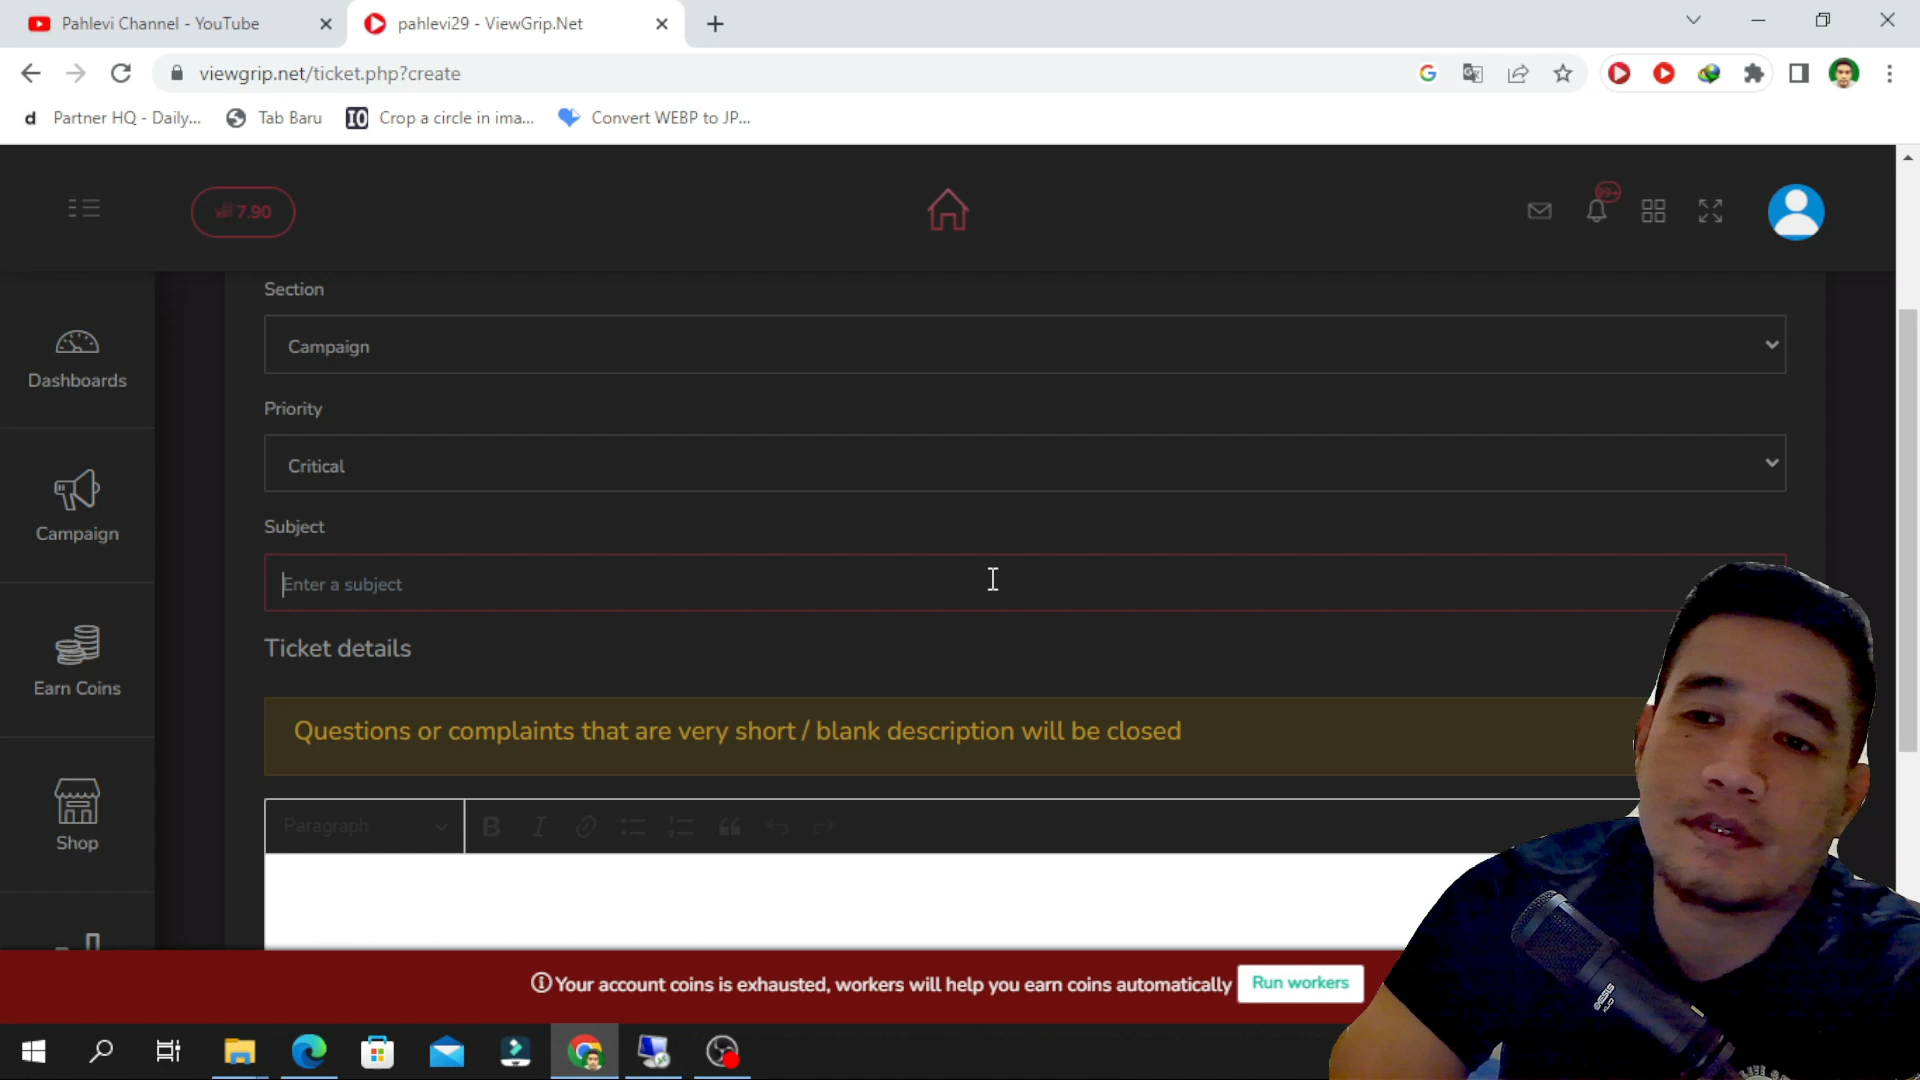 Pahlevi Channel - YouTube
pahlevi29 - ViewGrip.Net
viewgrip.net/ticket.php?create
d Partner HQ - Daily...
Tab Baru
IO Crop a circle in ima...
Convert WEBP to JP...
7.90
99+
Section
Campaign
Priority
Critical
Subject
Enter a subject
Ticket details
Questions or complaints that are very short / blank description will be closed
Paragraph
Dashboards
Campaign
Earn Coins
Shop
Your account coins is exhausted, workers will help you earn coins automatically
Run workers